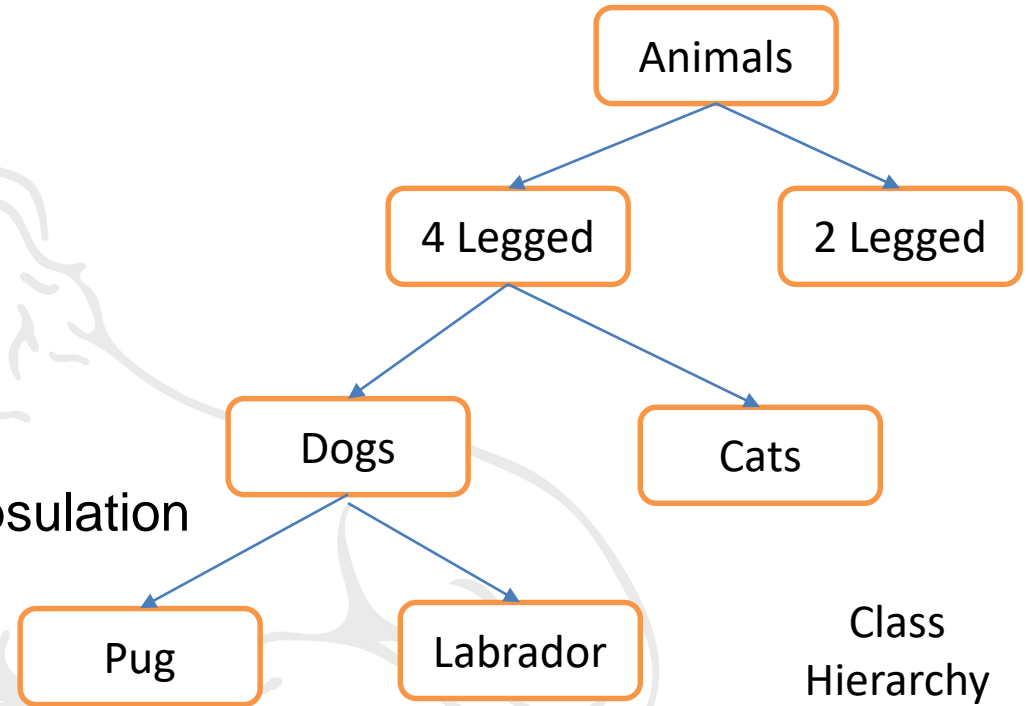 Animals
4 Legged
2 Legged
Dogs
Cats
psulation
Pug
Labrador
Class
Hierarchy